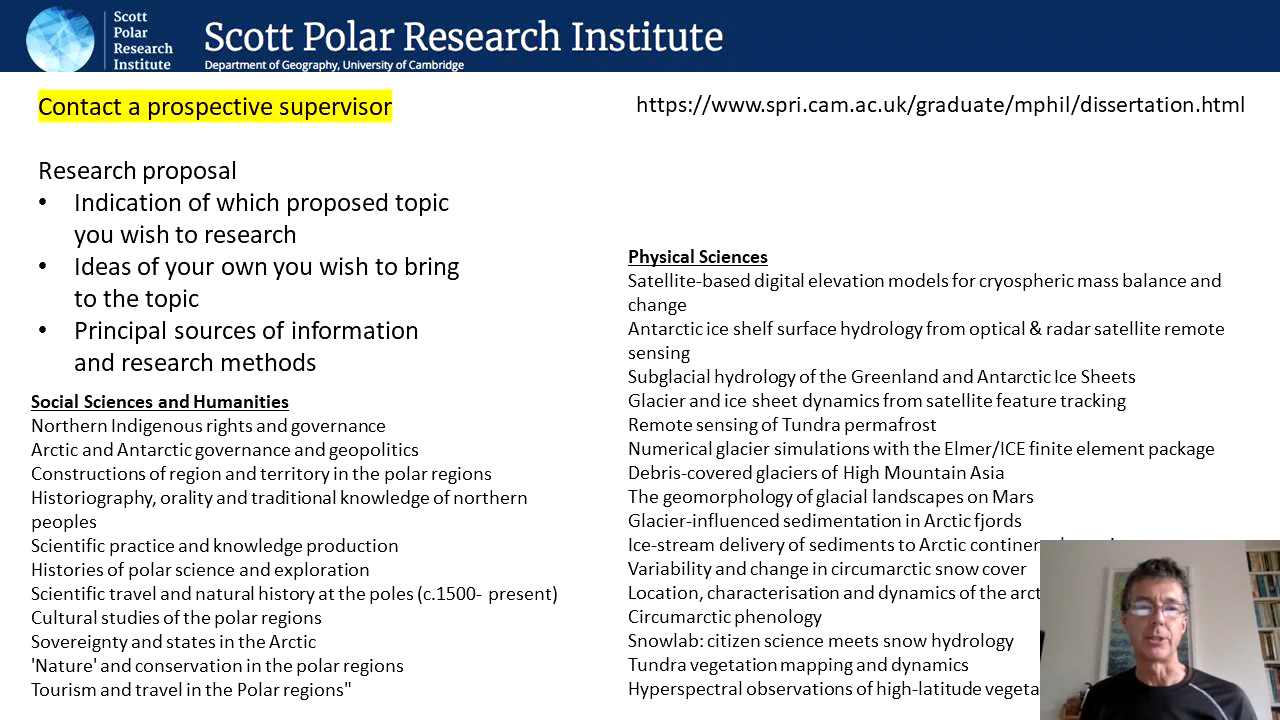 Scott
Polar
Research
Institute
Scott Polar Research Institute
Department of Geography, University of Cambridge
Contact a prospective supervisor
https://www.spri.cam.ac.uk/graduate/mphil/dissertation.html
Research proposal
• Indication of which proposed topic
you wish to research
• Ideas of your own you wish to bring
to the topic
• Principal sources of information
and research methods
Social Sciences and Humanities
Northern Indigenous rights and governance
Arctic and Antarctic governance and geopolitics
Constructions of region and territory in the polar regions
Historiography, orality and traditional knowledge of northern
peoples
Scientific practice and knowledge production
Histories of polar science and exploration
Scientific travel and natural history at the poles (c.1500- present)
Cultural studies of the polar regions
Sovereignty and states in the Arctic
'Nature' and conservation in the polar regions
Tourism and travel in the Polar regions"
Physical Sciences
Satellite-based digital elevation models for cryospheric mass balance and
change
Antarctic ice shelf surface hydrology from optical & radar satellite remote
sensing
Subglacial hydrology of the Greenland and Antarctic Ice Sheets
Glacier and ice sheet dynamics from satellite feature tracking
Remote sensing of Tundra permafrost
Numerical glacier simulations with the Elmer/ICE finite element package
Debris-covered glaciers of High Mountain Asia
The geomorphology of glacial landscapes on Mars
Glacier-influenced sedimentation in Arctic fjords
Ice-stream delivery of sediments to Arctic
Variability and change in circumarctic snow cover
Location, characterisation and dynamics of the
Circumarctic phenology
Snowlab: citizen science meets snow hydrology
Tundra vegetation mapping and dynamics
Hyperspectral observations of high-latitude